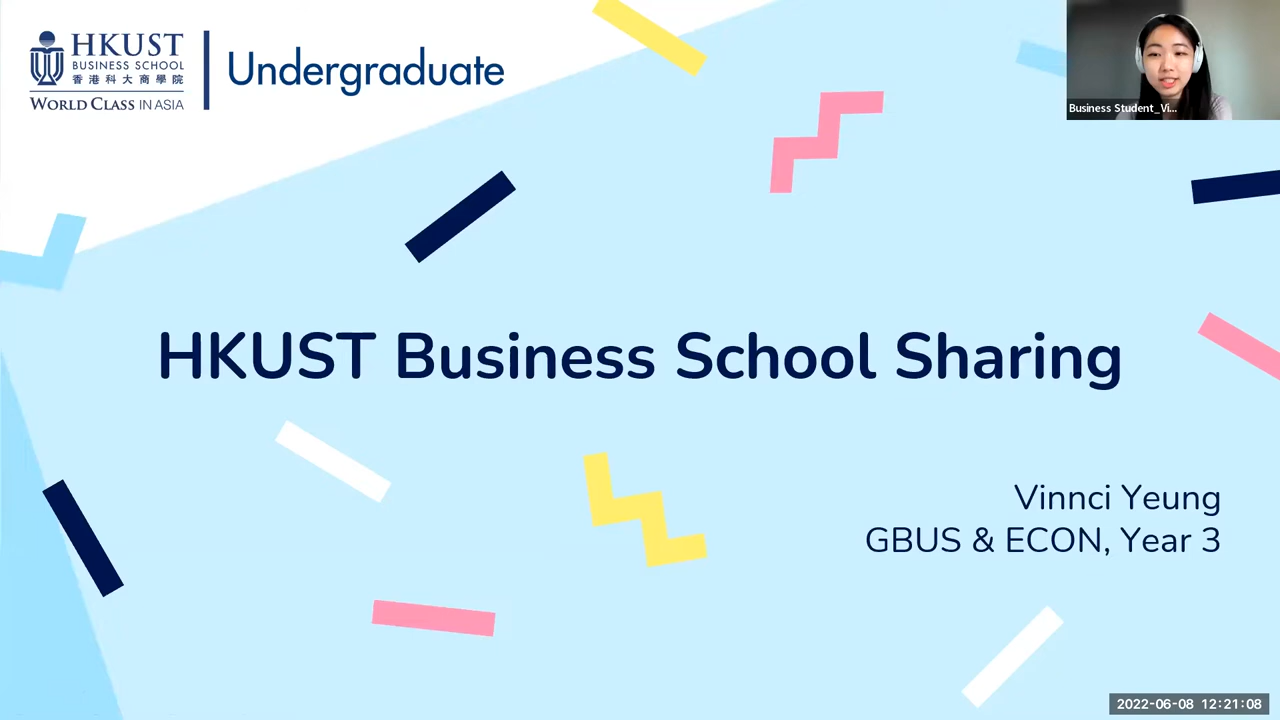 HKUST
BUSINESS SCHOOL
香港科大商學院
WORLD CLASS IN ASIA
Undergraduate
Business Student_Vi...
HKUST Business School Sharing
Vinnci Yeung
GBUS & ECON, Year 3
2022-06-08 12:21:08